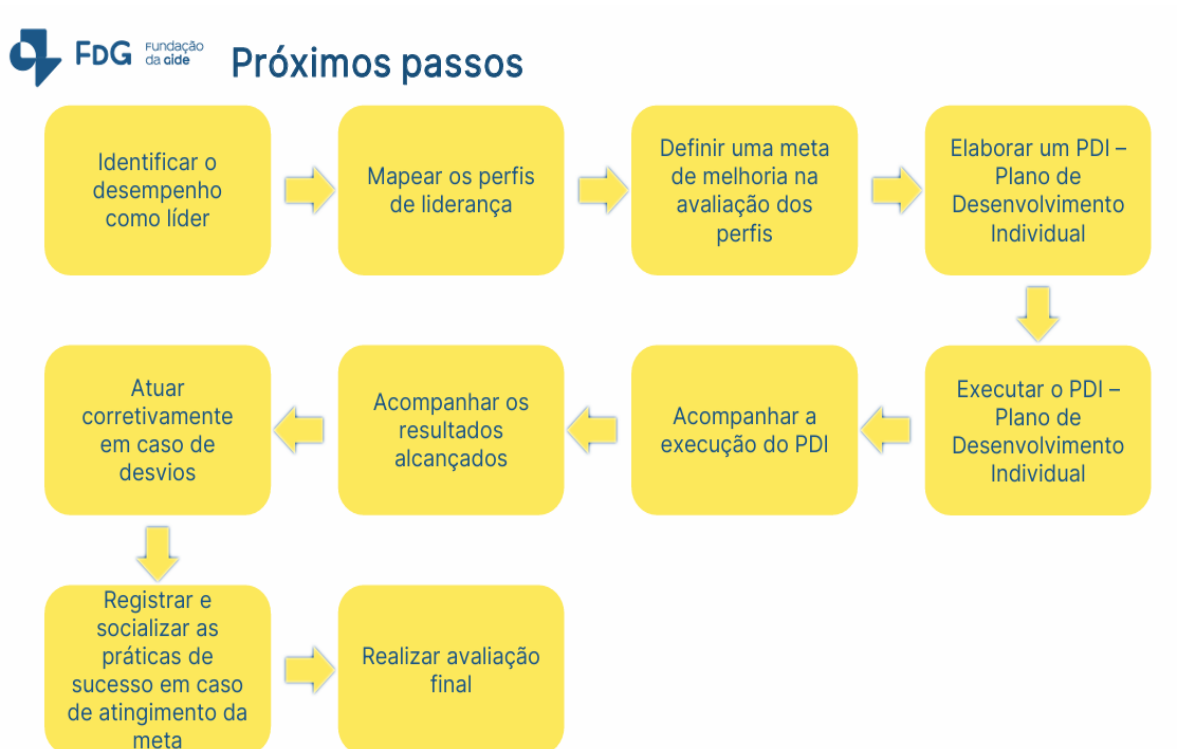 FDG
Fundação
da gide
Próximos passos
Identificar o
desempenho
como líder
Mapear os perfis
de liderança
Definir uma meta
de melhoria na
avaliação dos
perfis
Elaborar um PDI –
Plano de
Desenvolvimento
Individual
Executar o PDI –
Plano de
Desenvolvimento
Individual
Acompanhar a
execução do PDI
Acompanhar os
resultados
alcançados
Atuar
corretivamente
em caso de
desvios
Registrar e
socializar as
práticas de
sucesso em caso
de atingimento da
meta
Realizar avaliação
final